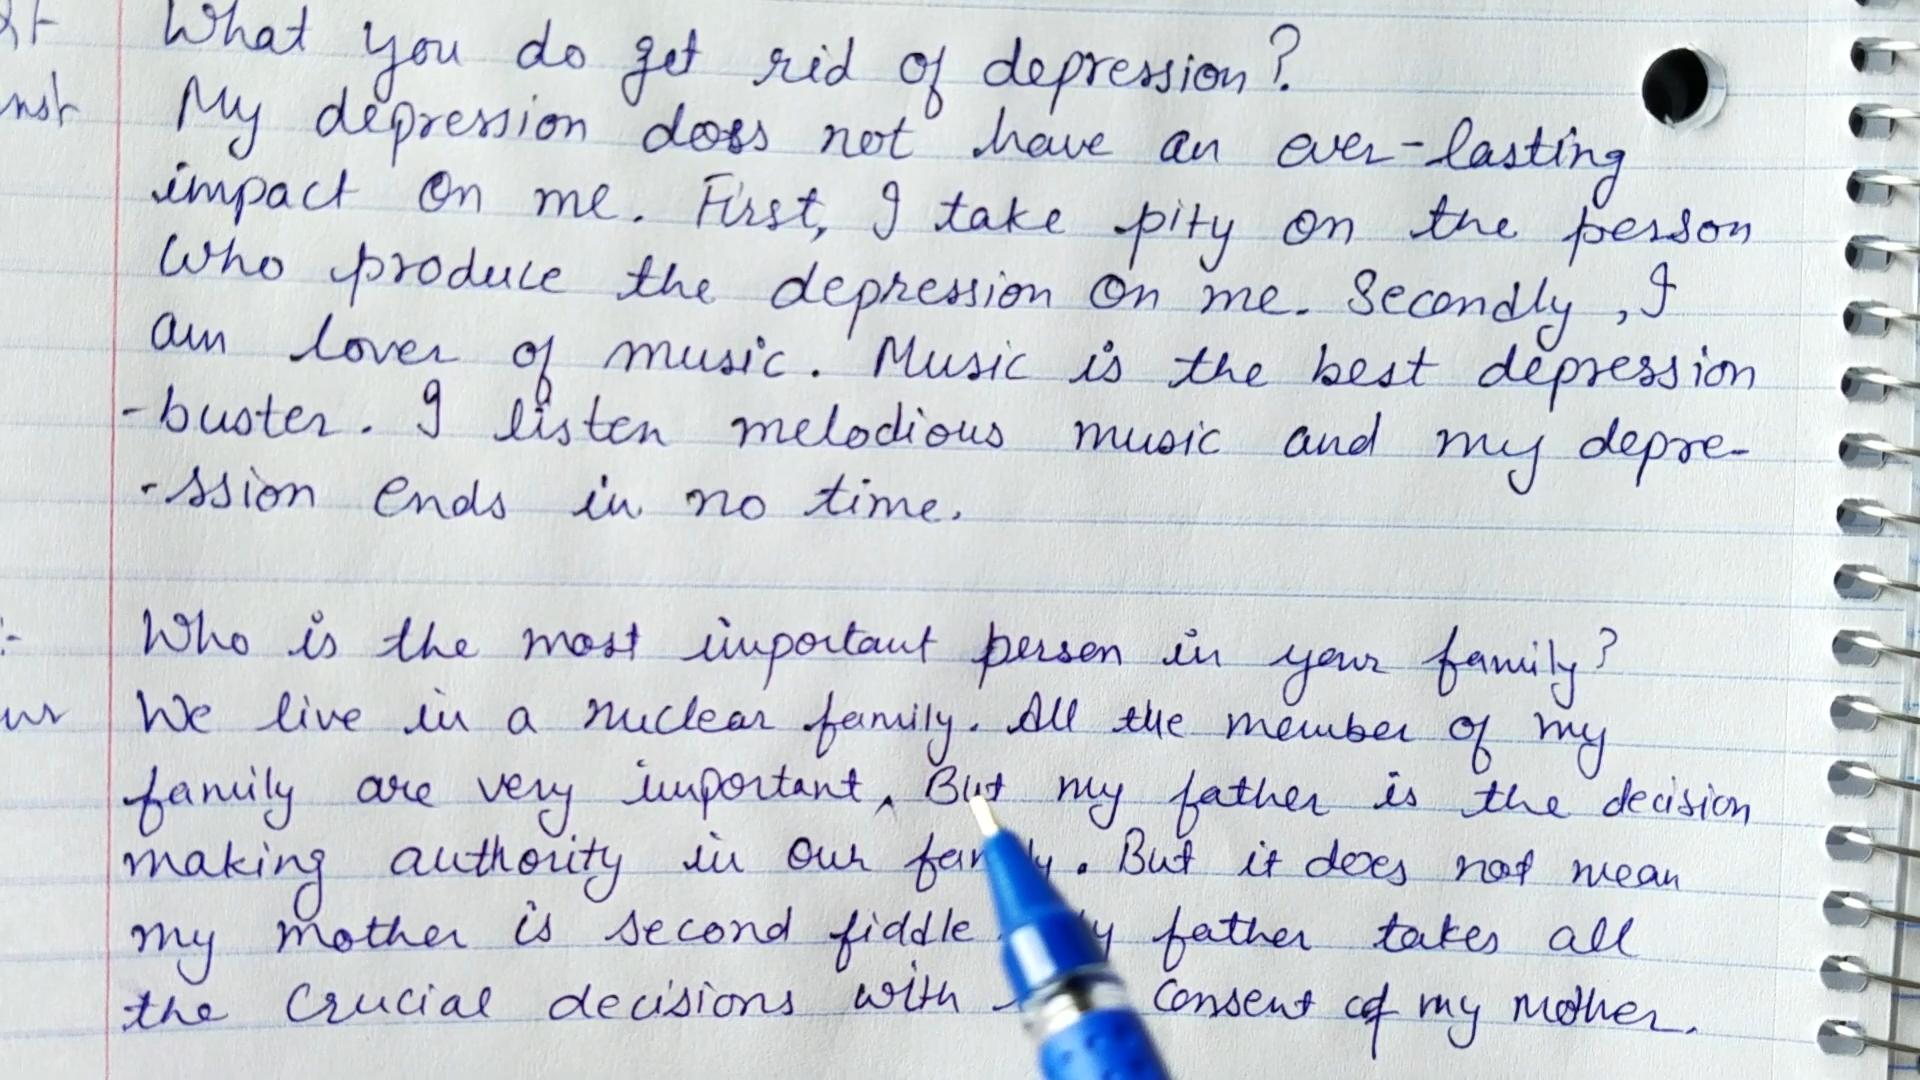 What you do get rid of depression?
My depression does not have an ever-lasting
impact on me. First, I take pity on the person
who produce the depression on me. Secondly, I
am lover of music. Music is the best depression
-buster. I listen melodious music and my depre-
-ssion ends in no time.
:- Who is the most important person in your family?
We live in a nuclear family. All the member of my
family are very important, But my father is the decision
making authority in our family. But it does not mean
my mother is second fiddle. father takes all
the crucial decisions with consent of my mother.